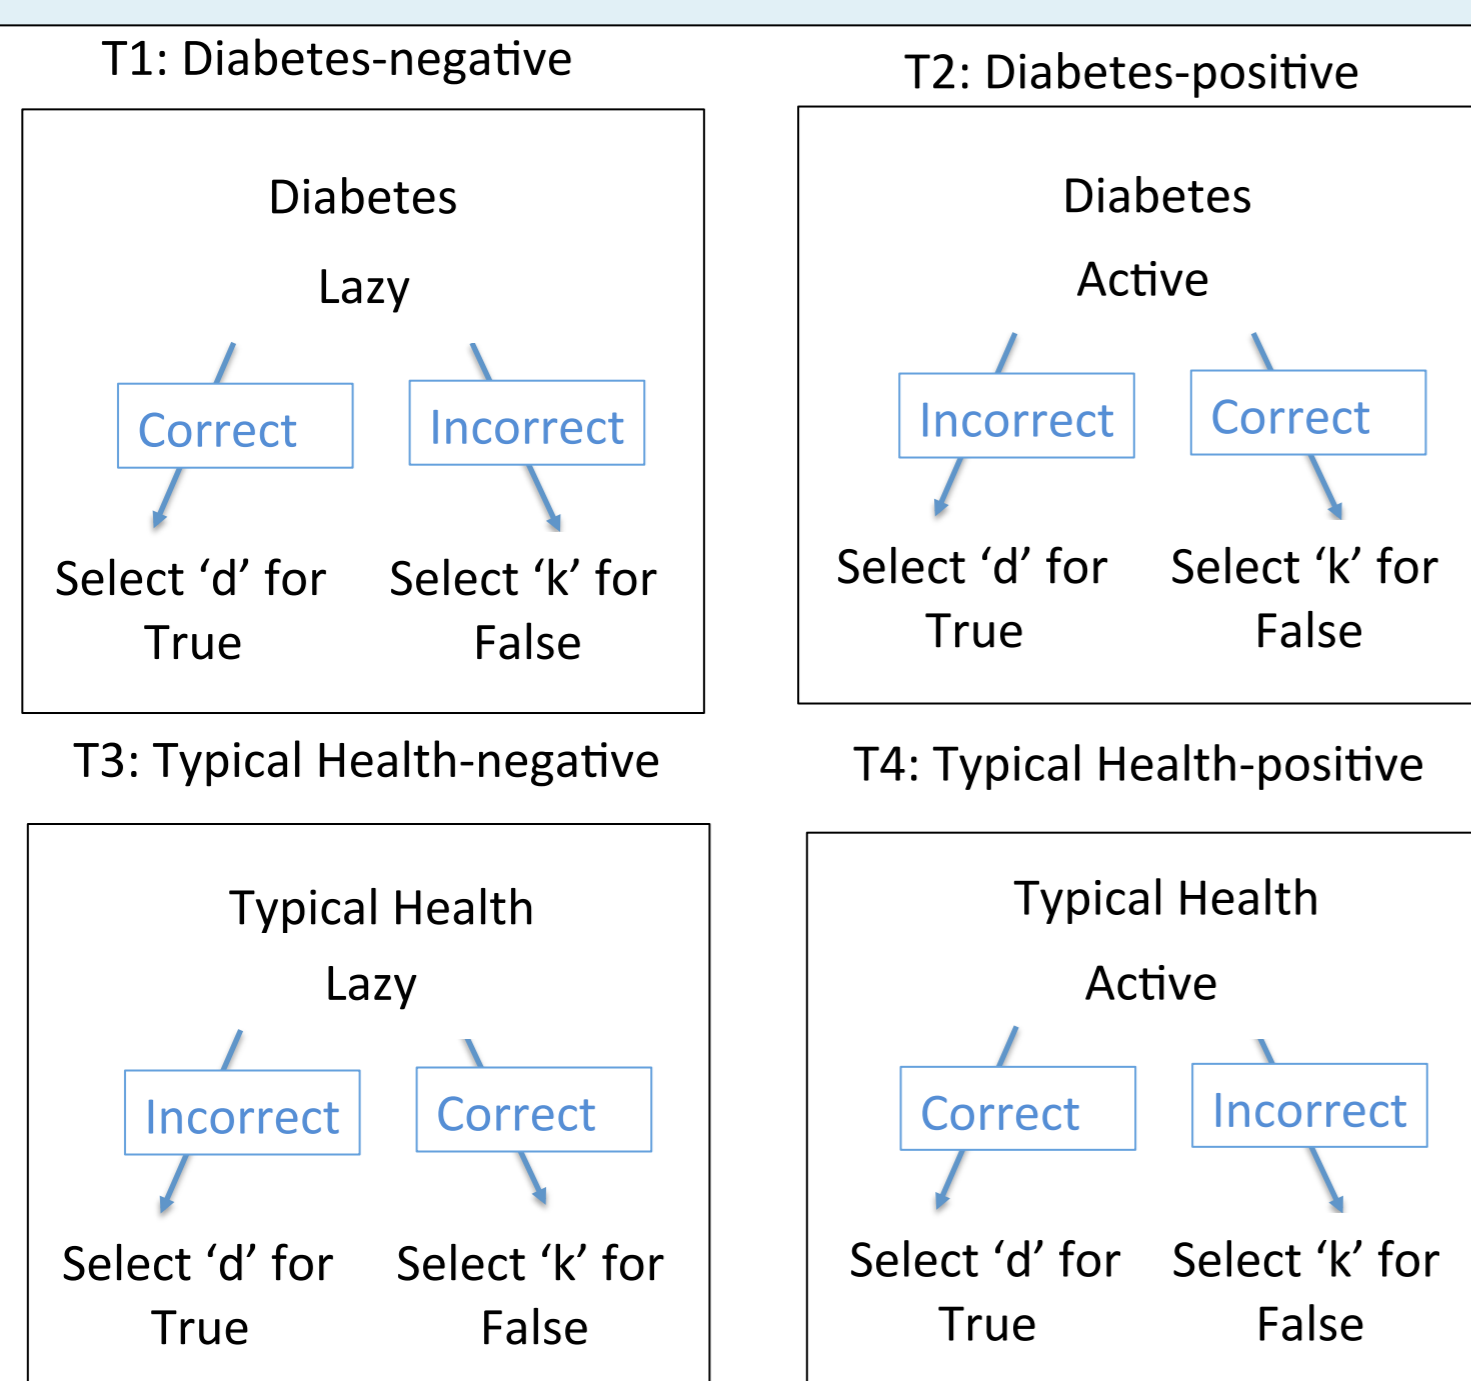 T1: Diabetes-negative
Diabetes
Lazy
Correct
Incorrect
Select ‘d’ for
True
Select ‘k’ for
False
T2: Diabetes-positive
Diabetes
Active
Incorrect
Correct
Select ‘d’ for
True
Select ‘k’ for
False
T3: Typical Health-negative
Typical Health
Lazy
Incorrect
Correct
Select ‘d’ for
True
Select ‘k’ for
False
T4: Typical Health-positive
Typical Health
Active
Correct
Incorrect
Select ‘d’ for
True
Select ‘k’ for
False